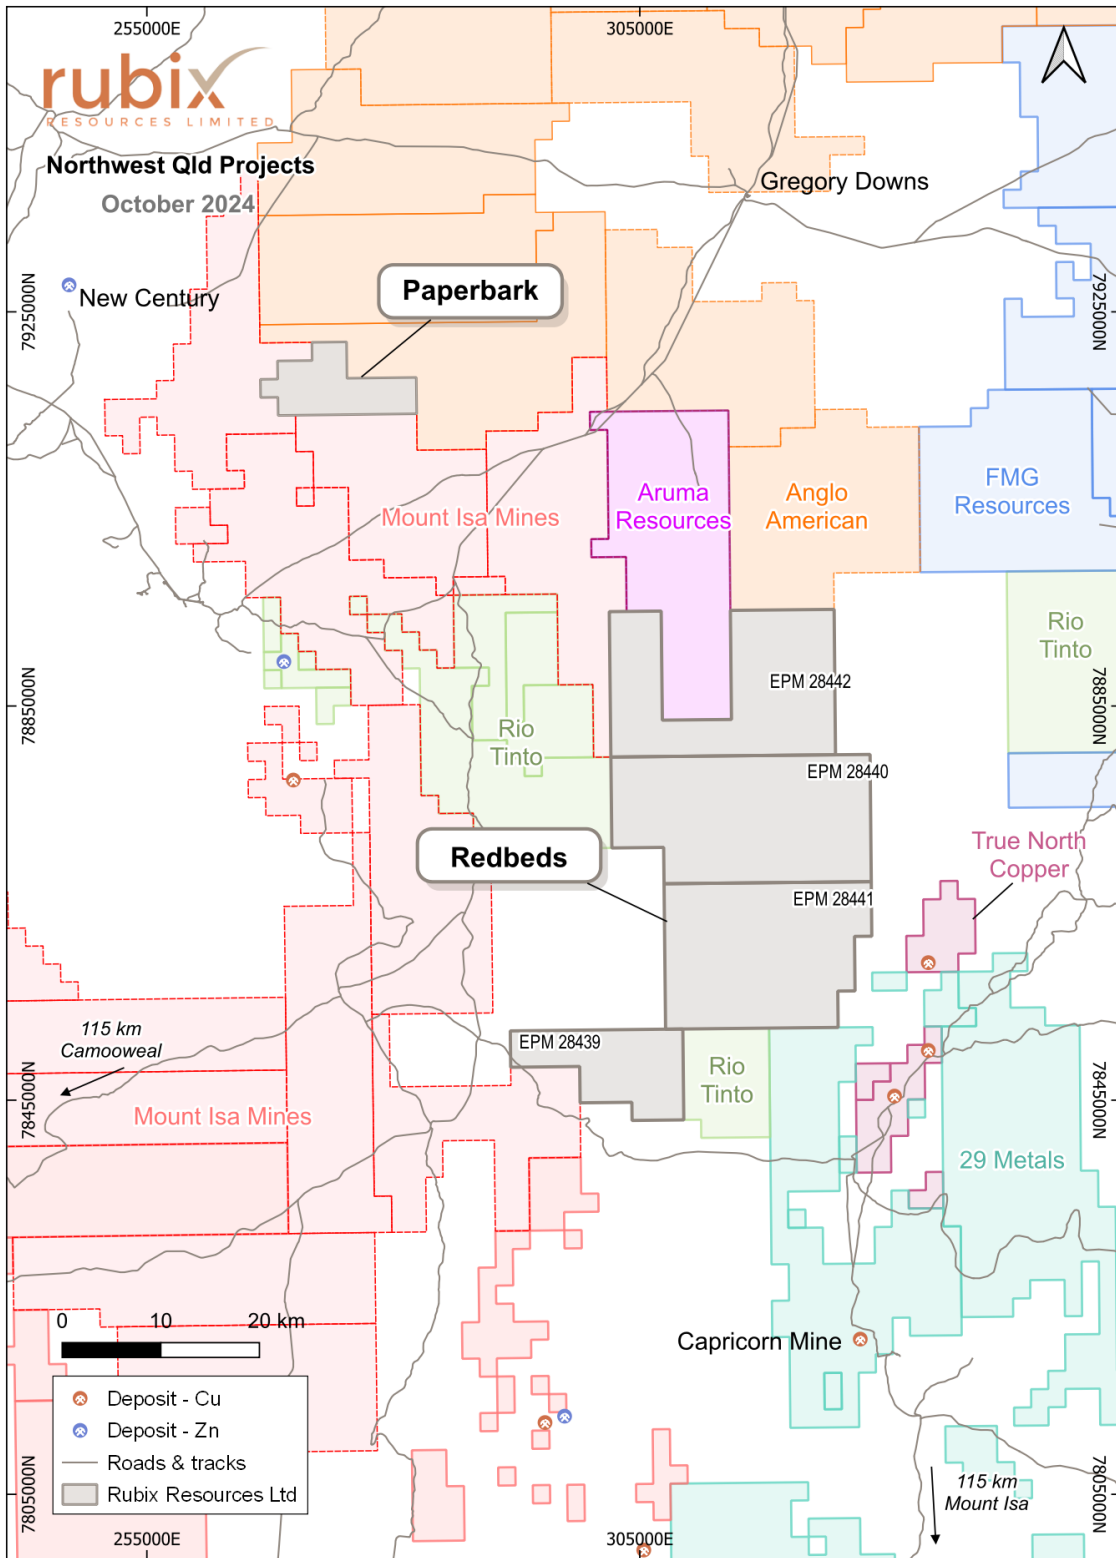 255000E
305000E
rubix
RESOURCES LIMITED
Northwest Qld Projects
October 2024
Gregory Downs
New Century
Paperbark
7925000N
7925000N
Mount Isa Mines
Aruma
Resources
Anglo
American
FMG
Resources
Rio
Tinto
EPM 28442
7885000N
7885000N
Rio
Tinto
EPM 28440
Redbeds
True North
Copper
EPM 28441
115 km
Camooweal
EPM 28439
Rio
Tinto
7845000N
7845000N
Mount Isa Mines
29 Metals
0 10 20 km
Capricorn Mine
Deposit - Cu
Deposit - Zn
Roads & tracks
Rubix Resources Ltd
115 km
Mount Isa
7805000N
7805000N
255000E
305000E